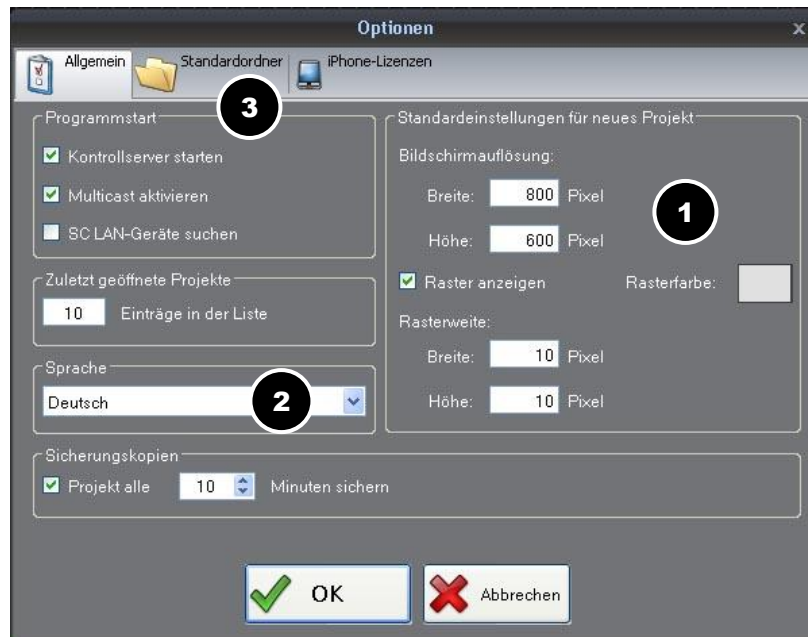 Optionen
x
Allgemein
Standardordner
iPhone-Lizenzen
3
Programmstart
Kontrollserver starten
Multicast aktivieren
SC LAN-Geräte suchen
Zuletzt geöffnete Projekte
10 Einträge in der Liste
Sprache
Deutsch
2
Standardeinstellungen für neues Projekt
Bildschirmauflösung:
Breite: 800 Pixel
1
Höhe: 600 Pixel
Raster anzeigen
Rasterfarbe:
Rasterweite:
Breite: 10 Pixel
Höhe: 10 Pixel
Sicherungskopien
Projekt alle 10 Minuten sichern
OK
Abbrechen